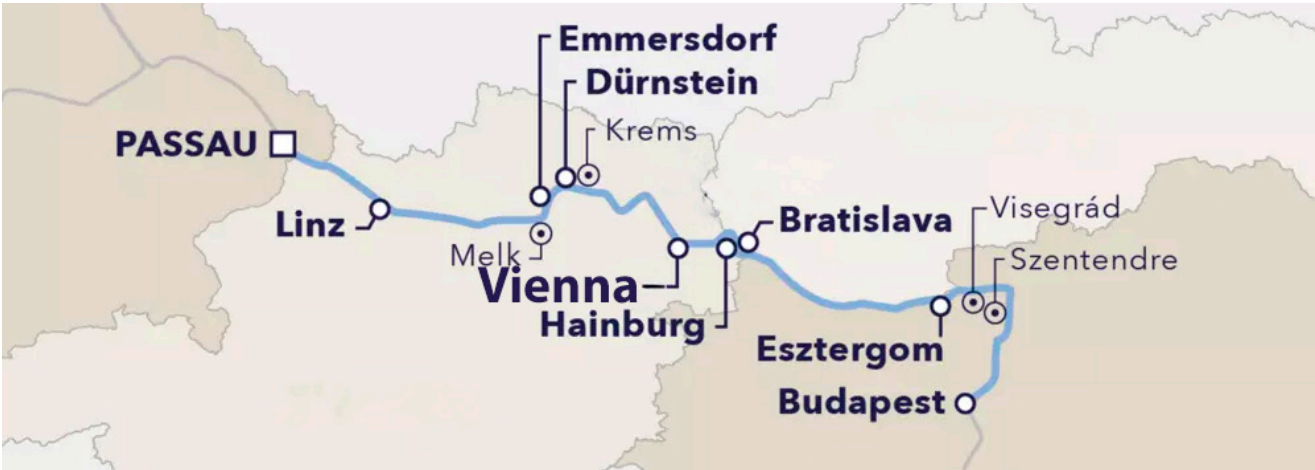 Emmersdorf
Dürnstein
Krems
PASSAU
Linz
Melk
Vienna
Hainburg
Bratislava
Visegrád
Szentendre
Esztergom
Budapest